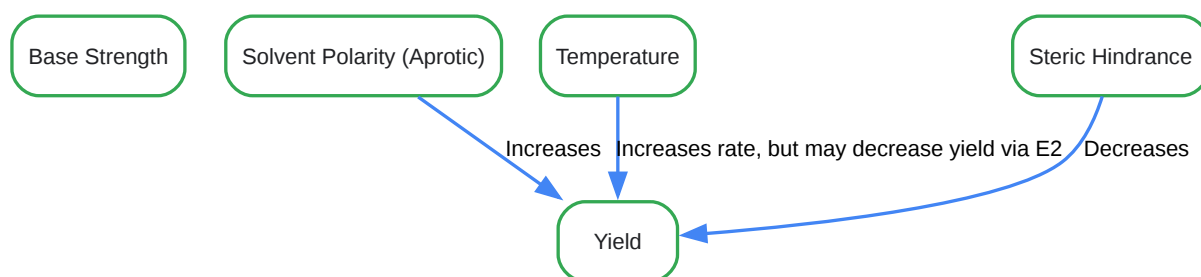 Base Strength
Solvent Polarity (Aprotic)
Temperature
Steric Hindrance
Increases
Increases rate, but may decrease yield via E2
Decreases
Yield